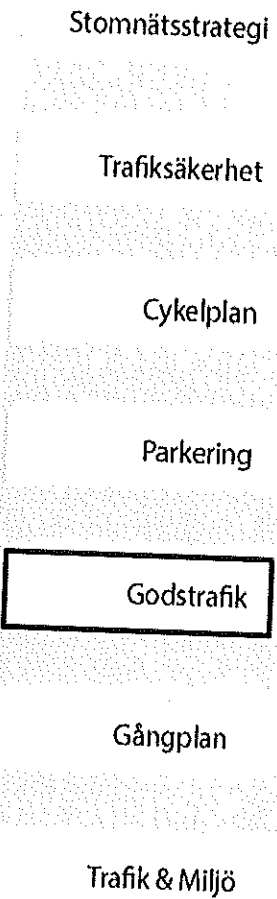 Stomnätsstrategi
Trafiksäkerhet
Cykelplan
Parkering
Godstrafik
Gångplan
Trafik & Miljö